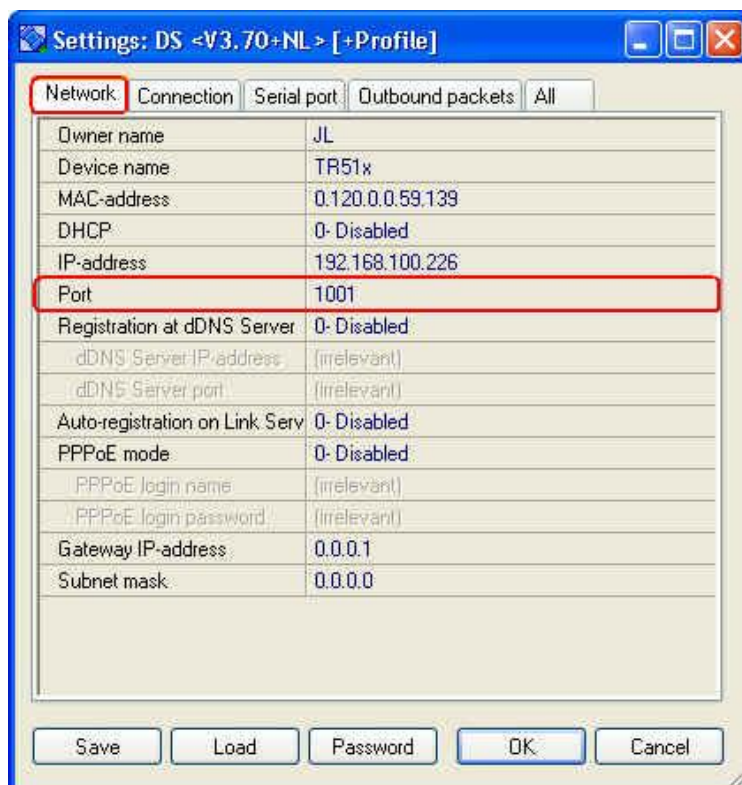 Settings: DS <V3.70+NL> [+Profile]
Network Connection Serial port Outbound packets All
Owner name JL
Device name TR51x
MAC-address 0.120.0.0.59.139
DHCP 0- Disabled
IP-address 192.168.100.226
Port 1001
Registration at dDNS Server 0- Disabled
dDNS Server IP-address (irrelevant)
dDNS Server port (irrelevant)
Auto-registration on Link Serv 0- Disabled
PPPoE mode 0- Disabled
PPPoE login name (irrelevant)
PPPoE login password (irrelevant)
Gateway IP-address 0.0.0.1
Subnet mask 0.0.0.0
Save Load Password OK Cancel